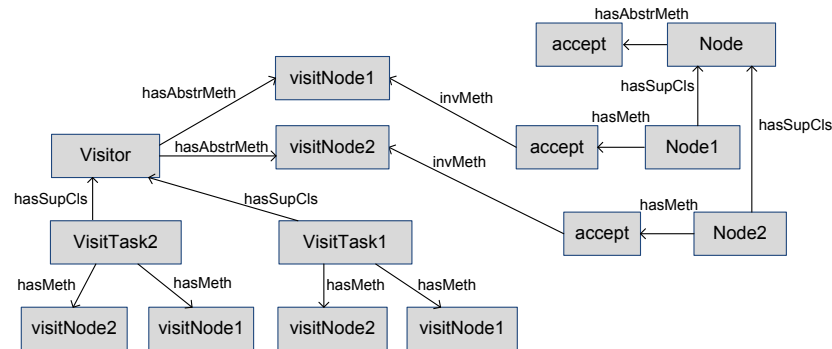 hasAbstrMeth
accept
Node
visitNode1
hasAbstrMeth
invMeth
hasSupCls
hasSupCls
hasMeth
Visitor
hasAbstrMeth
visitNode2
accept
Node1
invMeth
hasSupCls
hasSupCls
hasMeth
VisitTask2
VisitTask1
accept
Node2
hasMeth
hasMeth
hasMeth
hasMeth
visitNode2
visitNode1
visitNode2
visitNode1